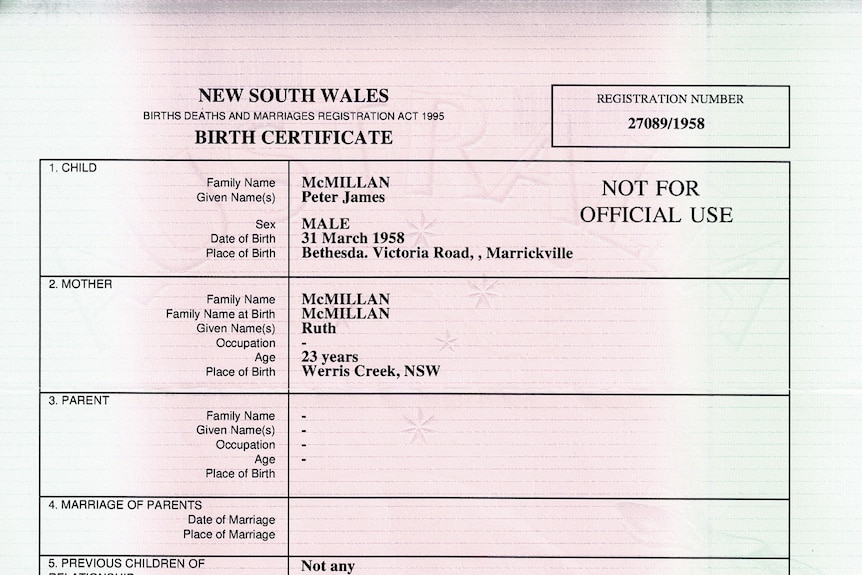 NEW SOUTH WALES
BIRTHS DEATHS AND MARRIAGES REGISTRATION ACT 1995
BIRTH CERTIFICATE
REGISTRATION NUMBER
27089/1958
1. CHILD
Family Name McMILLAN
Given Name(s) Peter James
NOT FOR
OFFICIAL USE
Sex MALE
Date of Birth 31 March 1958
Place of Birth Bethesda. Victoria Road, , Marrickville
2. MOTHER
Family Name McMILLAN
Family Name at Birth McMILLAN
Given Name(s) Ruth
Occupation -
Age 23 years
Place of Birth Werris Creek, NSW
3. PARENT
Family Name -
Given Name(s) -
Occupation -
Age -
Place of Birth
4. MARRIAGE OF PARENTS
Date of Marriage
Place of Marriage
5. PREVIOUS CHILDREN OF Not any
RELATIONSHIP